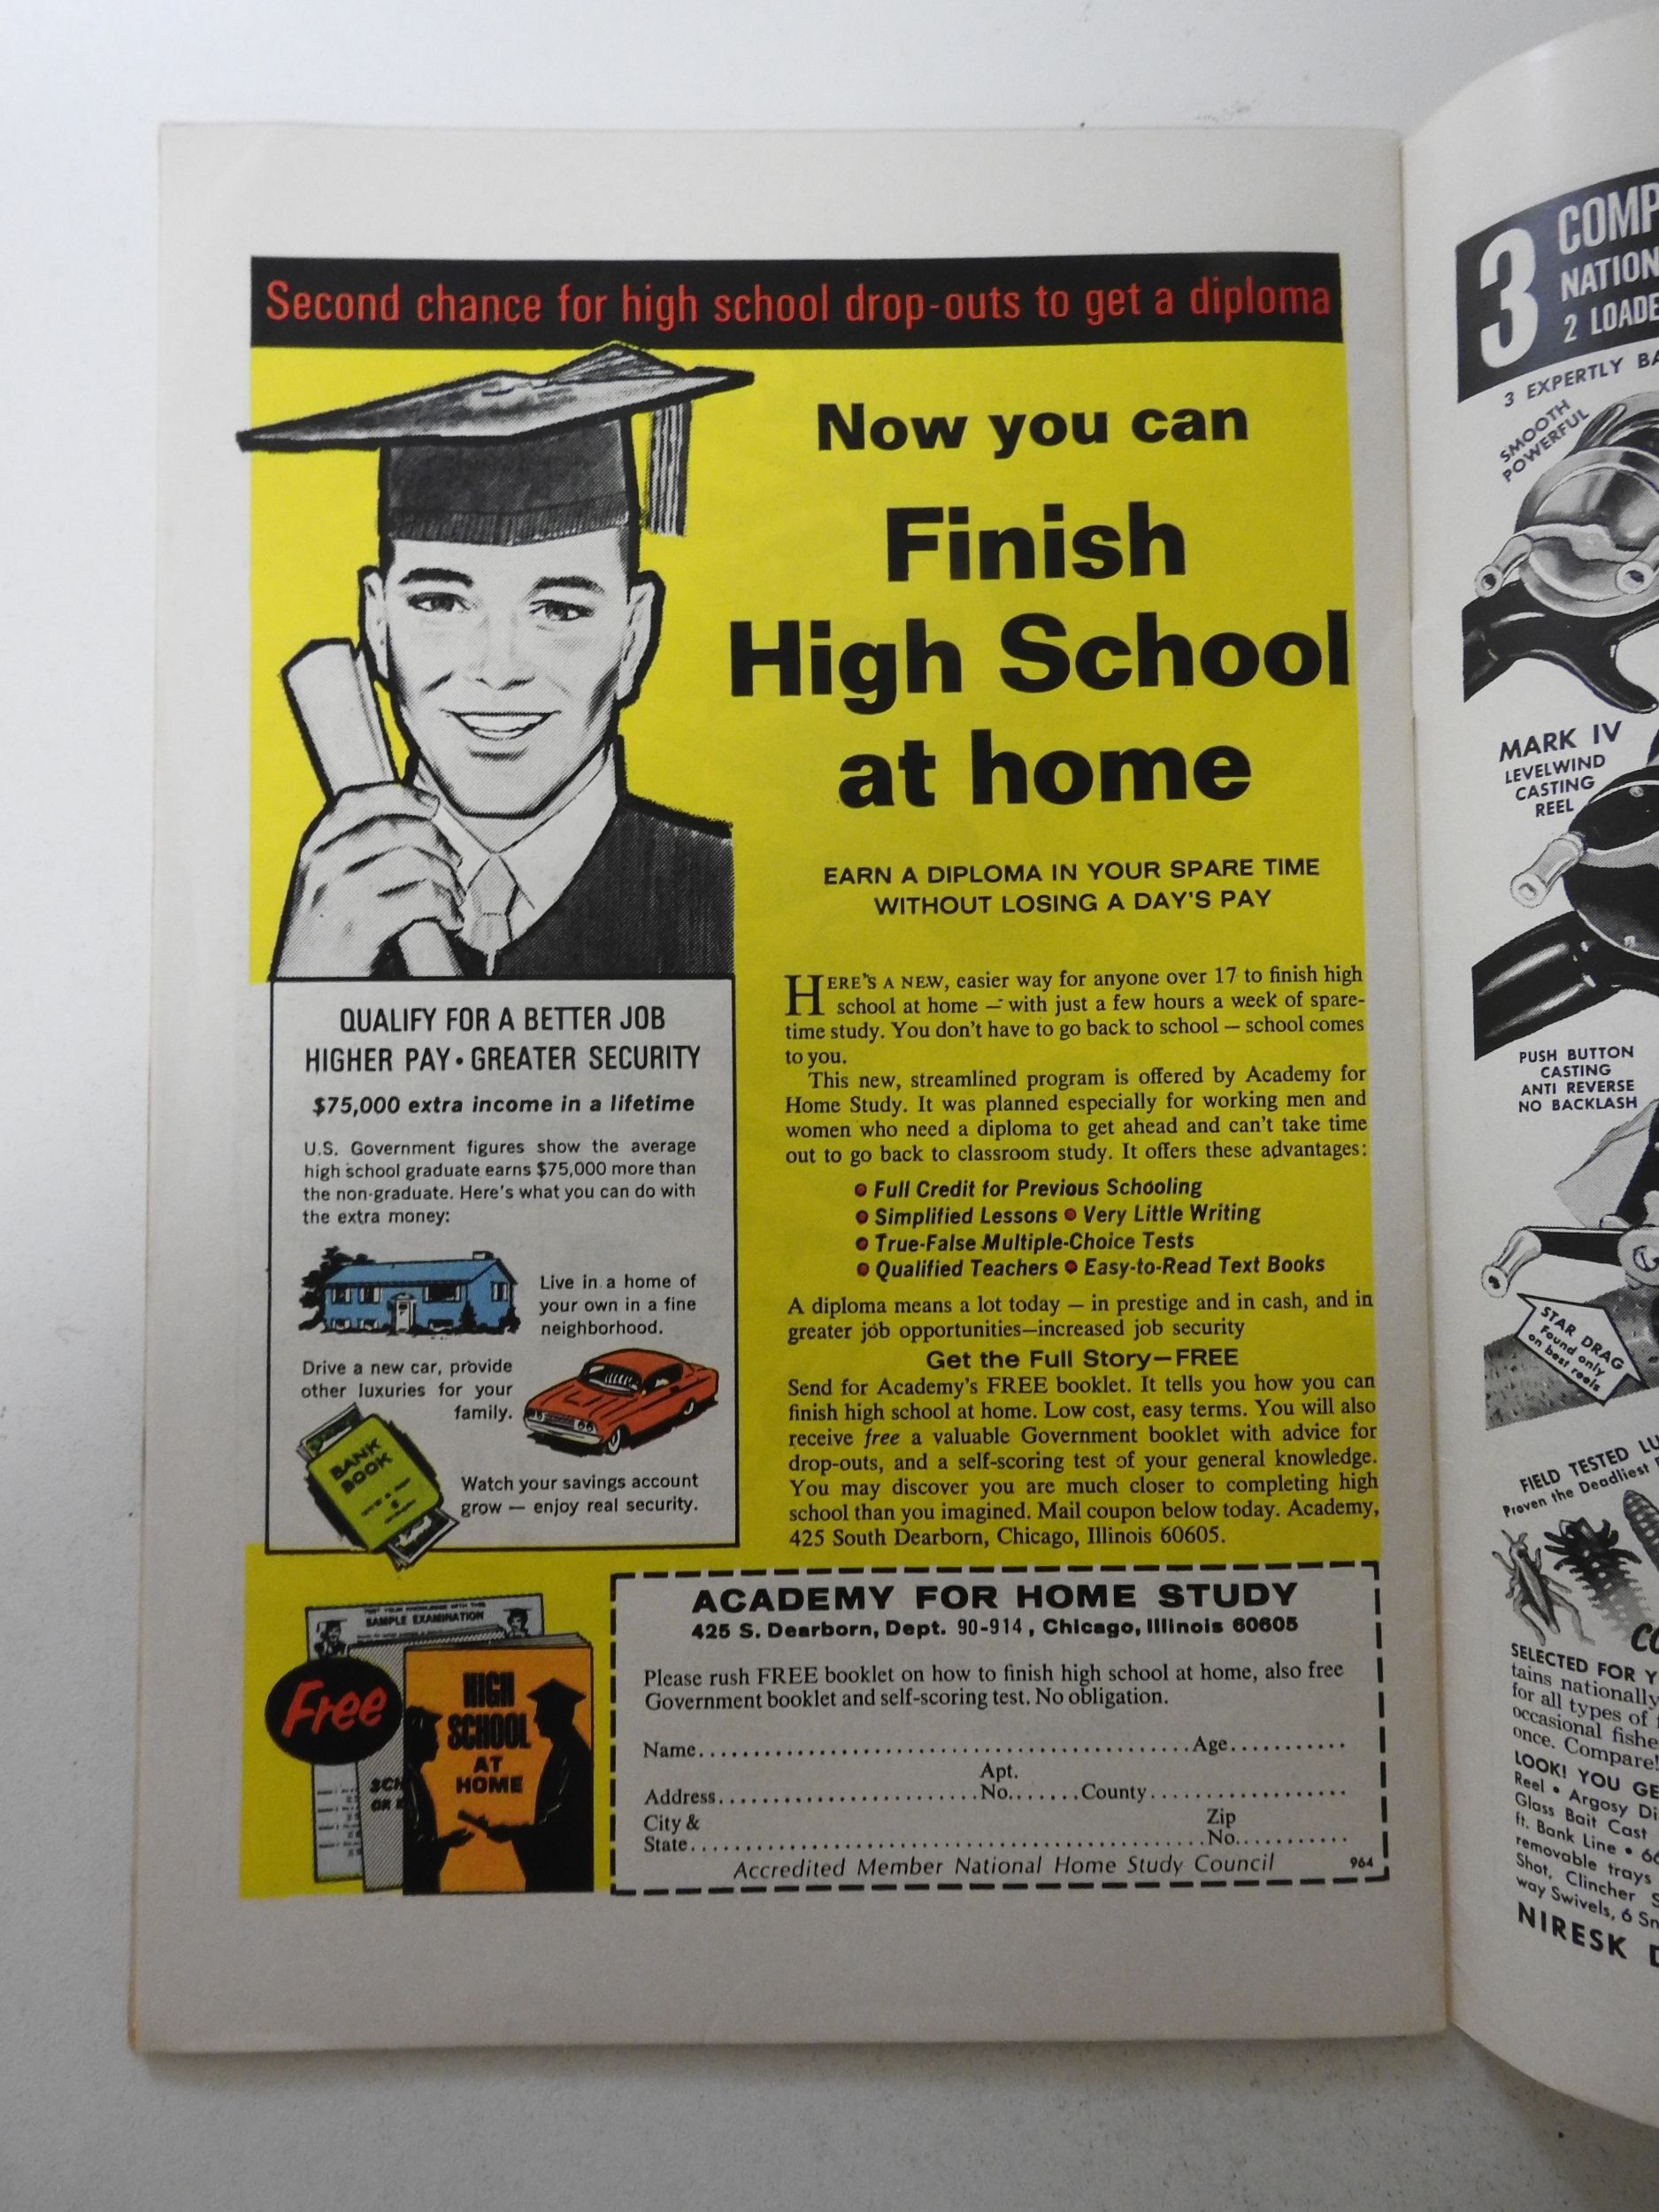 Second chance for high school drop-outs to get a diploma
Now you can
Finish
High School
at home
EARN A DIPLOMA IN YOUR SPARE TIME
WITHOUT LOSING A DAY'S PAY
HERE'S A NEW, easier way for anyone over 17 to finish high
school at home — with just a few hours a week of spare-
time study. You don't have to go back to school — school comes
to you.
This new, streamlined program is offered by Academy for
Home Study. It was planned especially for working men and
women who need a diploma to get ahead and can't take time
out to go back to classroom study. It offers these advantages:
• Full Credit for Previous Schooling
• Simplified Lessons • Very Little Writing
• True-False Multiple-Choice Tests
• Qualified Teachers • Easy-to-Read Text Books
A diploma means a lot today — in prestige and in cash, and in
greater job opportunities—increased job security
Get the Full Story—FREE
Send for Academy's FREE booklet. It tells you how you can
finish high school at home. Low cost, easy terms. You will also
receive free a valuable Government booklet with advice for
drop-outs, and a self-scoring test of your general knowledge.
You may discover you are much closer to completing high
school than you imagined. Mail coupon below today. Academy,
425 South Dearborn, Chicago, Illinois 60605.
QUALIFY FOR A BETTER JOB
HIGHER PAY • GREATER SECURITY
$75,000 extra income in a lifetime
U.S. Government figures show the average
high school graduate earns $75,000 more than
the non-graduate. Here's what you can do with
the extra money:
Live in a home of
your own in a fine
neighborhood.
Drive a new car, provide
other luxuries for your
family.
BANK
BOOK
Watch your savings account
grow — enjoy real security.
SAMPLE EXAMINATION
Free
HIGH
SCHOOL
AT
HOME
ACADEMY FOR HOME STUDY
425 S. Dearborn, Dept. 90-914, Chicago, Illinois 60605
Please rush FREE booklet on how to finish high school at home, also free
Government booklet and self-scoring test. No obligation.
Name Age
Apt.
Address No. County
City & Zip
State No.
Accredited Member National Home Study Council 964
3
COMP
NATION
2 LOADE
3 EXPERTLY BA
SMOOTH
POWERFUL
MARK IV
LEVELWIND
CASTING
REEL
PUSH BUTTON
CASTING
ANTI REVERSE
NO BACKLASH
STAR DRAG
Found only
on best reels
FIELD TESTED LU
Proven the Deadliest
CO
SELECTED FOR Y
tains nationally
for all types of
occasional fishe
once. Compare!
LOOK! YOU GE
Reel • Argosy Di
Glass Bait Cast
ft. Bank Line • 66
removable trays
Shot, Clincher S
way Swivels, 6 Sn
NIRESK D